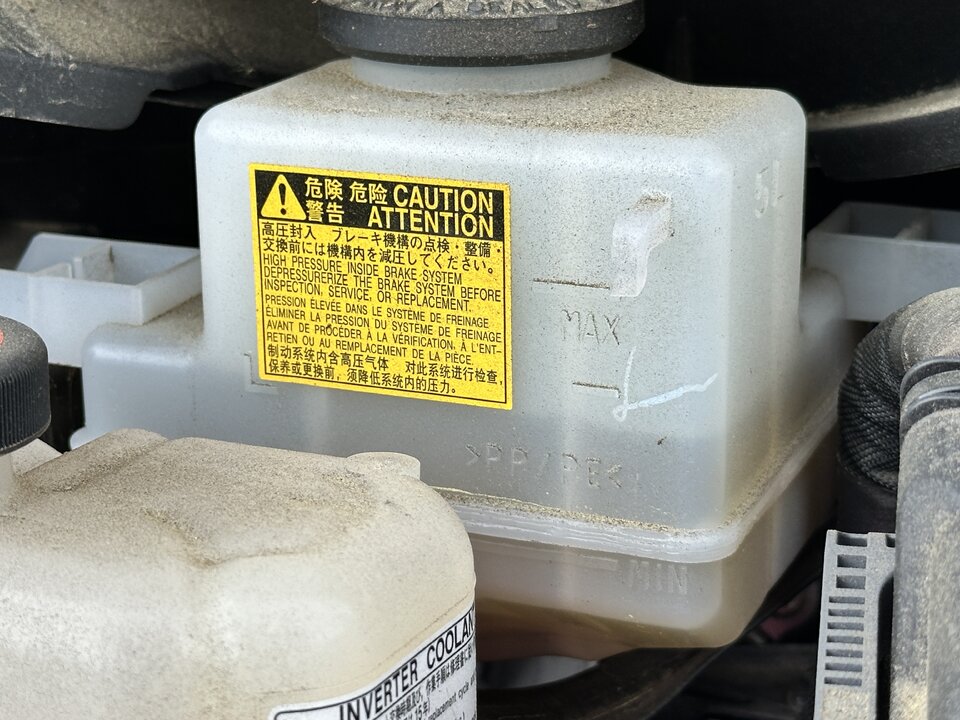 危険 危险 CAUTION
警告 ATTENTION
高圧封入 ブレーキ機構の点検・整備・
交換前には機構内を減圧してください。
HIGH PRESSURE INSIDE BRAKE SYSTEM
DEPRESSURERIZE THE BRAKE SYSTEM BEFORE
INSPECTION, SERVICE, OR REPLACEMENT.
PRESSION ÉLEVÉE DANS LE SYSTÈME DE FREINAGE
ÉLIMINER LA PRESSION DU SYSTÈME DE FREINAGE
AVANT DE PROCÉDER À LA VÉRIFICATION, À L'ENT-
RETIEN OU AU REMPLACEMENT DE LA PIÈCE.
制动系统内含高压气体 对此系统进行检查,
保养或更换前,须降低系统内的压力。
MAX
>PP/PE<
MIN
INVERTER COOLAN